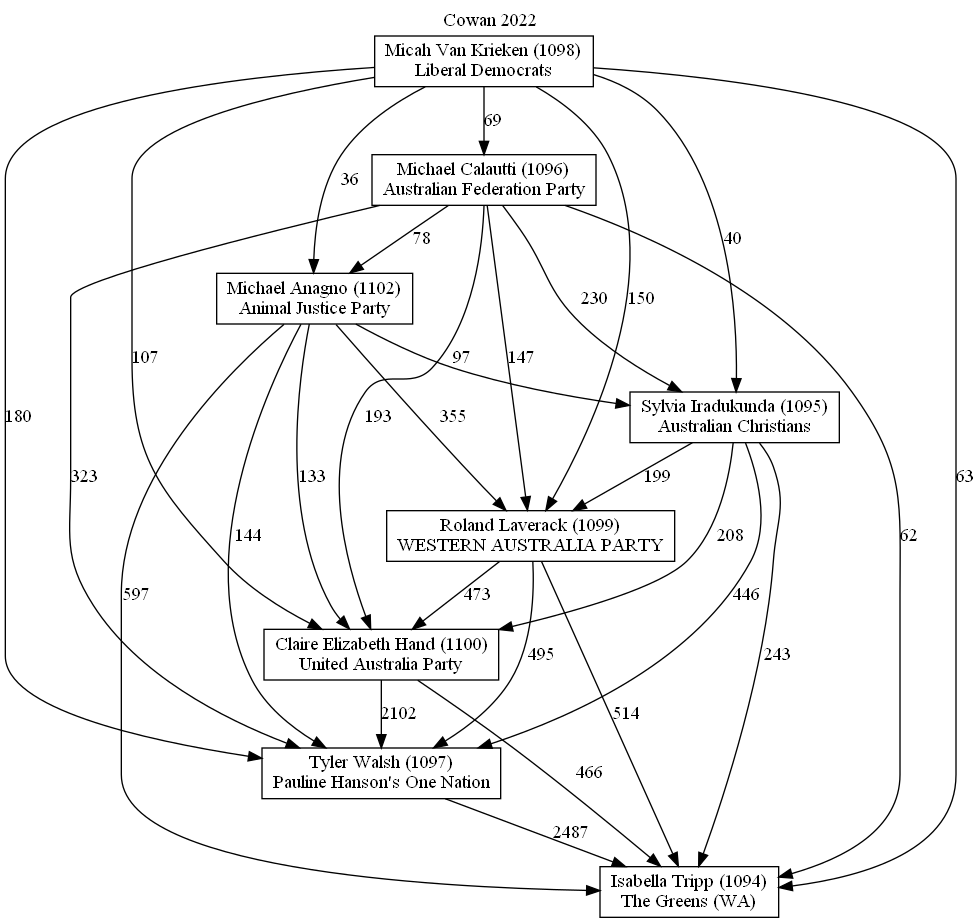 Cowan 2022
Micah Van Krieken (1098)
Liberal Democrats
69
Michael Calautti (1096)
Australian Federation Party
36
78
40
Michael Anagno (1102)
Animal Justice Party
230
150
107
97
147
Sylvia Iradukunda (1095)
Australian Christians
180
193
355
323
133
199
63
Roland Laverack (1099)
WESTERN AUSTRALIA PARTY
144
208
62
597
473
446
Claire Elizabeth Hand (1100)
United Australia Party
495
243
2102
514
Tyler Walsh (1097)
Pauline Hanson's One Nation
466
2487
Isabella Tripp (1094)
The Greens (WA)